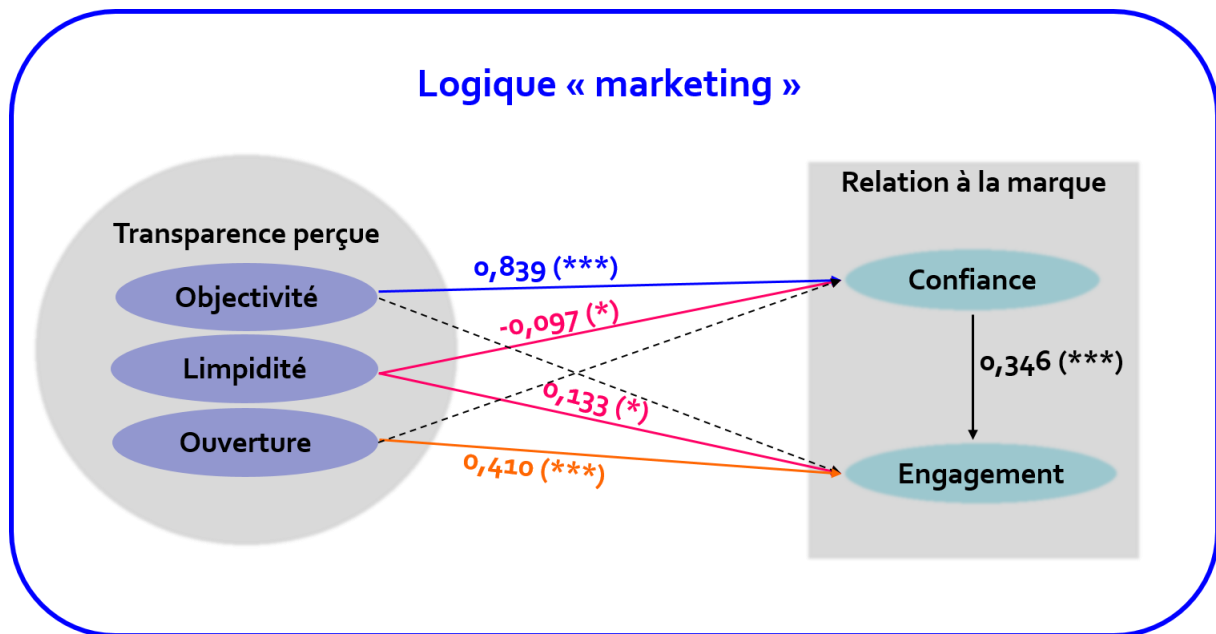 Logique « marketing »
Transparence perçue
Objectivité
Limpidité
Ouverture
0,839 (***)
-0,097 (*)
0,133 (*)
0,410 (***)
Relation à la marque
Confiance
0,346 (***)
Engagement